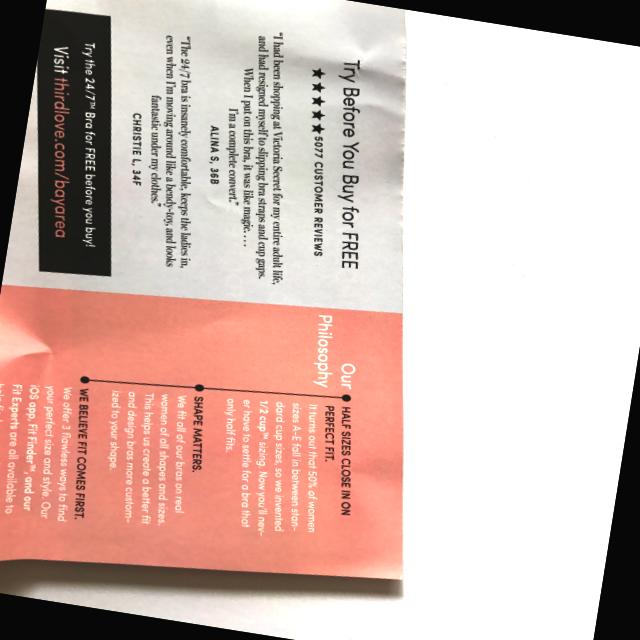 Try Before You Buy for FREE
★★★★★ 5077 CUSTOMER REVIEWS
"I had been shopping at Victoria Secret for my entire adult life,
and had resigned myself to slipping bra straps and cup gaps.
When I put on this bra, it was like magic....
I'm a complete convert."
ALINA S, 36B
"The 24/7 bra is insanely comfortable, keeps the ladies in,
even when I'm moving around like a bendy-toy, and looks
fantastic under my clothes."
CHRISTIE L, 34F
Try the 24/7™ Bra for FREE before you buy!
Visit thirdlove.com/bayarea
Our
Philosophy
HALF SIZES CLOSE IN ON
PERFECT FIT.
It turns out that 50% of women
sizes A-E fall in between stan-
dard cup sizes, so we invented
1/2 cup™ sizing. Now you'll nev-
er have to settle for a bra that
only half fits.
SHAPE MATTERS.
We fit all of our bras on real
women of all shapes and sizes.
This helps us create a better fit
and design bras more custom-
ized to your shape.
WE BELIEVE FIT COMES FIRST.
We offer 3 flawless ways to find
your perfect size and style. Our
iOS app, Fit Finder™, and our
Fit Experts are all available to